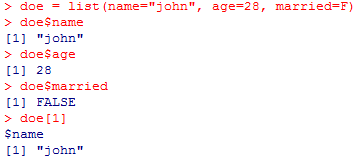 > doe = list(name="john", age=28, married=F)
> doe$name
[1] "john"
> doe$age
[1] 28
> doe$married
[1] FALSE
> doe[1]
$name
[1] "john"